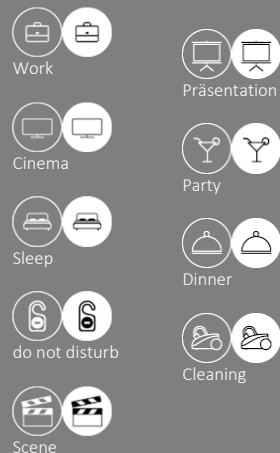 Work
Cinema
Sleep
do not disturb
Scene
Präsentation
Party
Dinner
Cleaning